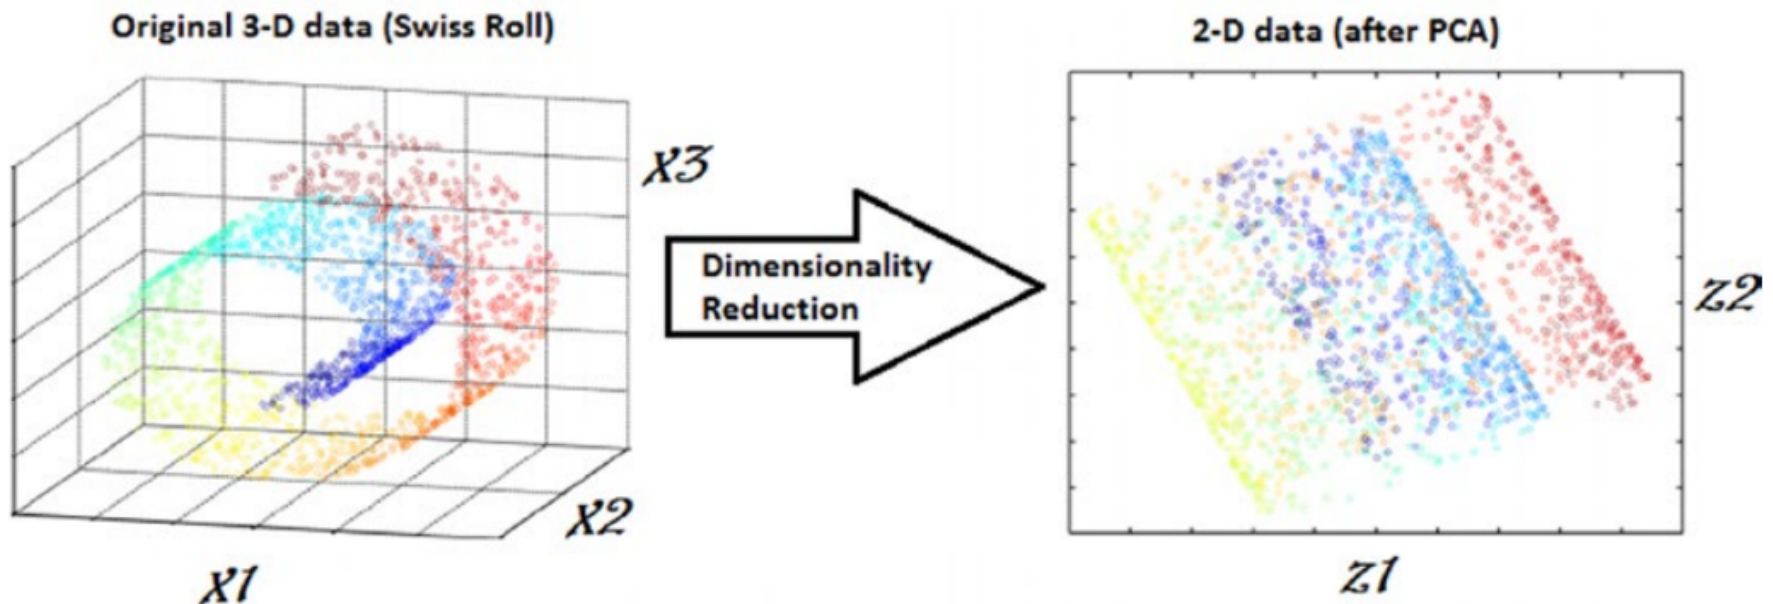 Original 3-D data (Swiss Roll)
2-D data (after PCA)
x3
Dimensionality
Reduction
z2
x2
x1
z1